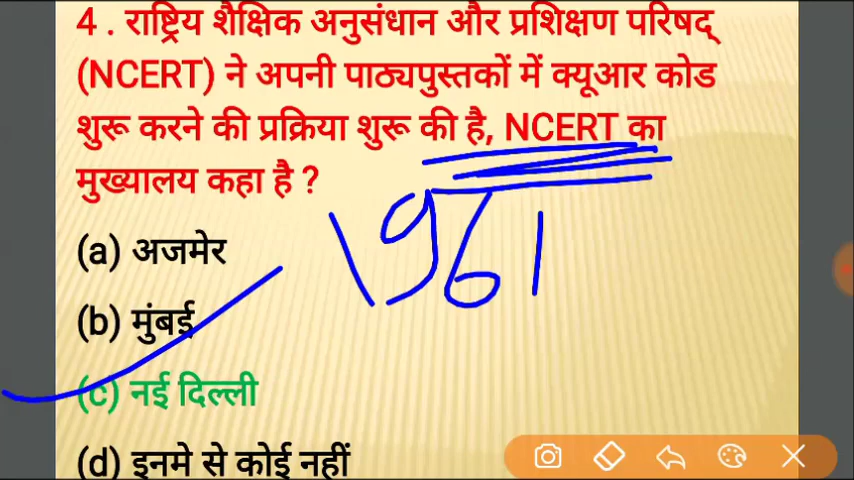 4 . राष्ट्रिय शैक्षिक अनुसंधान और प्रशिक्षण परिषद्
(NCERT) ने अपनी पाठ्यपुस्तकों में क्यूआर कोड
शुरू करने की प्रक्रिया शुरू की है, NCERT का
मुख्यालय कहा है ?
1961
(a) अजमेर
(b) मुंबई
(c) नई दिल्ली
(d) इनमे से कोई नहीं